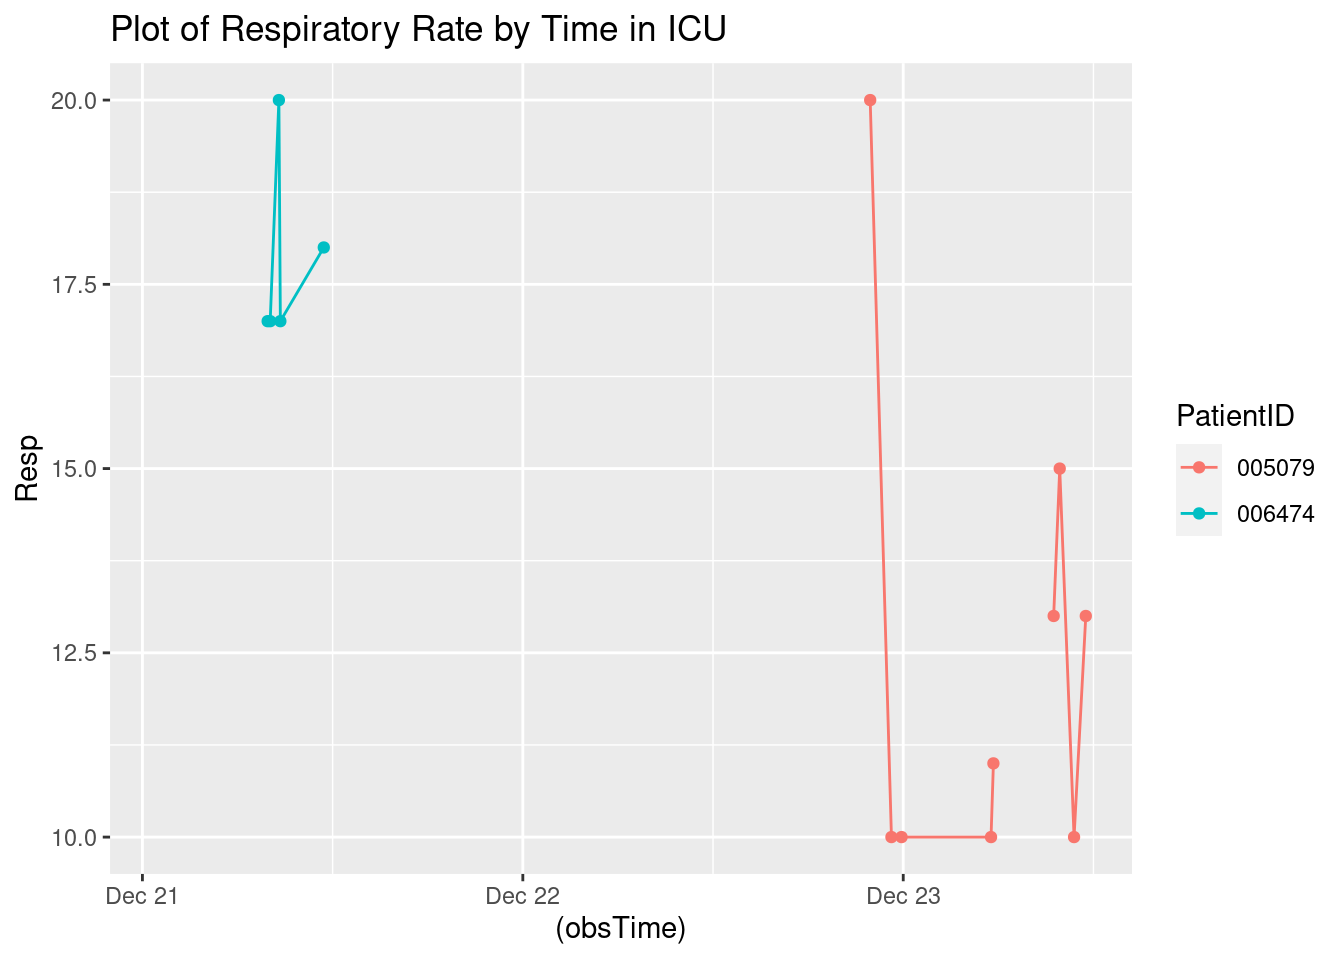 Plot of Respiratory Rate by Time in ICU
20.0
17.5
15.0
12.5
10.0
Resp
Dec 21
Dec 22
Dec 23
(obsTime)
PatientID
005079
006474